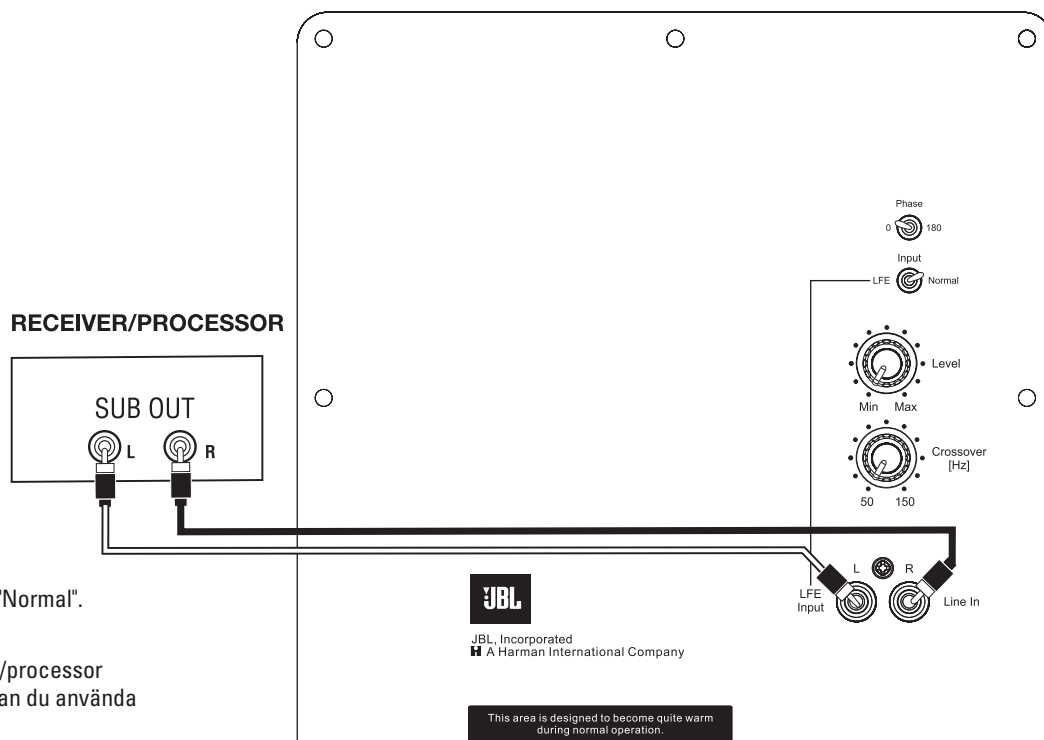 Phase
0 180
Input
LFE Normal
RECEIVER/PROCESSOR
Level
SUB OUT
Min Max
L R
Crossover
[Hz]
50 150
"Normal".
L R
LFE
Input
Line In
JBL
JBL, Incorporated
H A Harman International Company
/processor
an du använda
This area is designed to become quite warm
during normal operation.